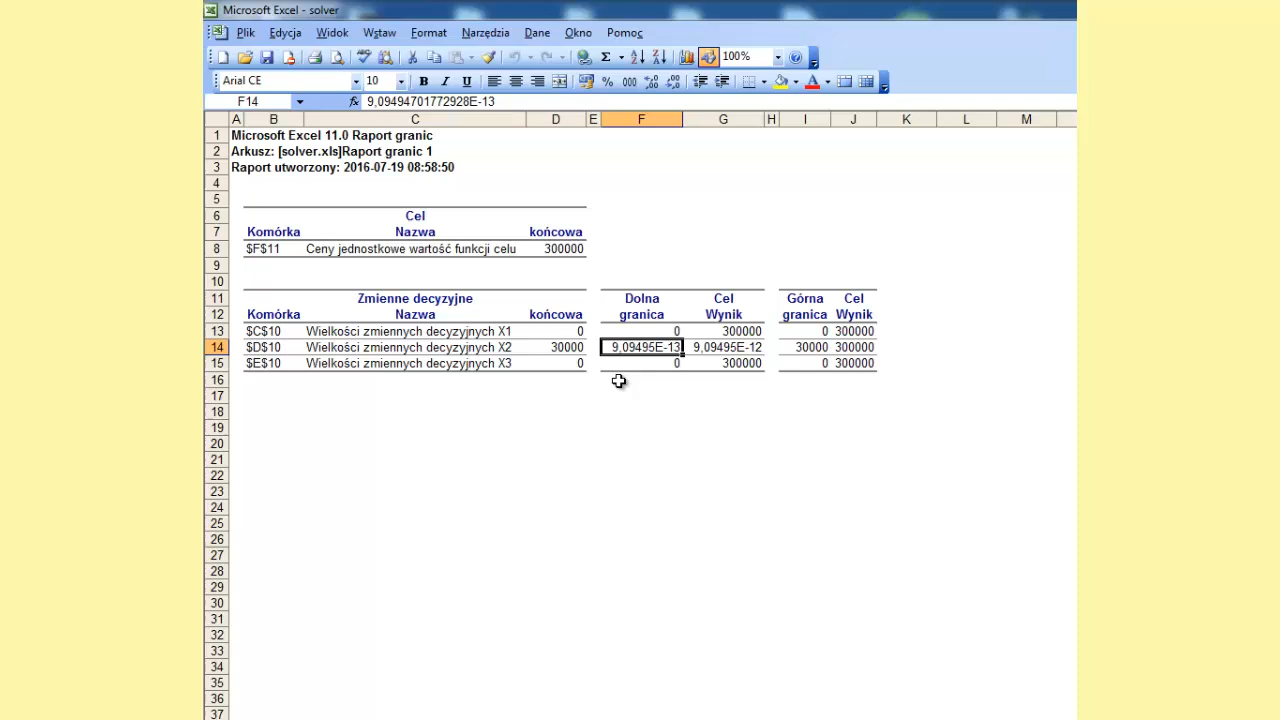 Microsoft Excel - solver
Plik Edycja Widok Wstaw Format Narzędzia Dane Okno Pomoc
100%
Arial CE 10 B I U % 000
F14 fx 9,09494701772928E-13
A B C D E F G H I J K L M
1 Microsoft Excel 11.0 Raport granic
2 Arkusz: [solver.xls]Raport granic 1
3 Raport utworzony: 2016-07-19 08:58:50
4
5
6 Cel
7 Komórka Nazwa końcowa
8 $F$11 Ceny jednostkowe wartość funkcji celu 300000
9
10
11 Zmienne decyzyjne Dolna Cel Górna Cel
12 Komórka Nazwa końcowa granica Wynik granica Wynik
13 $C$10 Wielkości zmiennych decyzyjnych X1 0 0 300000 0 300000
14 $D$10 Wielkości zmiennych decyzyjnych X2 30000 9,09495E-13 9,09495E-12 30000 300000
15 $E$10 Wielkości zmiennych decyzyjnych X3 0 0 300000 0 300000
16
17
18
19
20
21
22
23
24
25
26
27
28
29
30
31
32
33
34
35
36
37